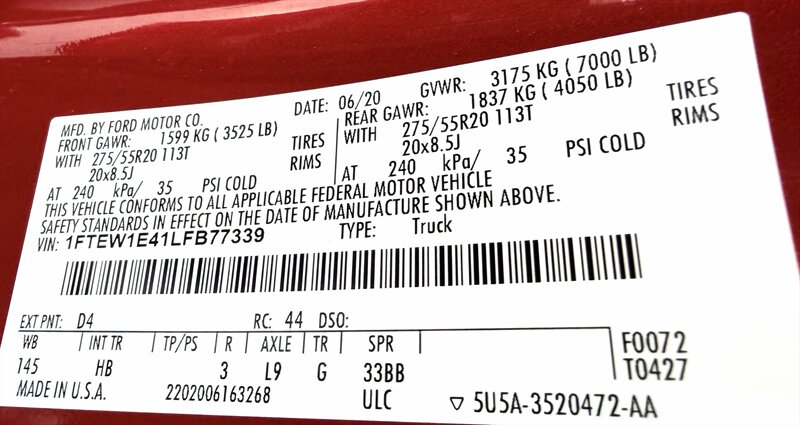 MFD. BY FORD MOTOR CO. DATE: 06/20 GVWR: 3175 KG ( 7000 LB)
FRONT GAWR: 1599 KG ( 3525 LB) REAR GAWR: 1837 KG ( 4050 LB)
WITH 275/55R20 113T TIRES WITH 275/55R20 113T TIRES
20x8.5J RIMS 20x8.5J RIMS
AT 240 kPa/ 35 PSI COLD AT 240 kPa/ 35 PSI COLD
THIS VEHICLE CONFORMS TO ALL APPLICABLE FEDERAL MOTOR VEHICLE
SAFETY STANDARDS IN EFFECT ON THE DATE OF MANUFACTURE SHOWN ABOVE.
VIN: 1FTEW1E41LFB77339 TYPE: Truck
EXT PNT: D4 RC: 44 DSO:
WB INT TR TP/PS R AXLE TR SPR F0072
145 HB 3 L9 G 33BB T0427
MADE IN U.S.A. 2202006163268 ULC ▽ 5U5A-3520472-AA